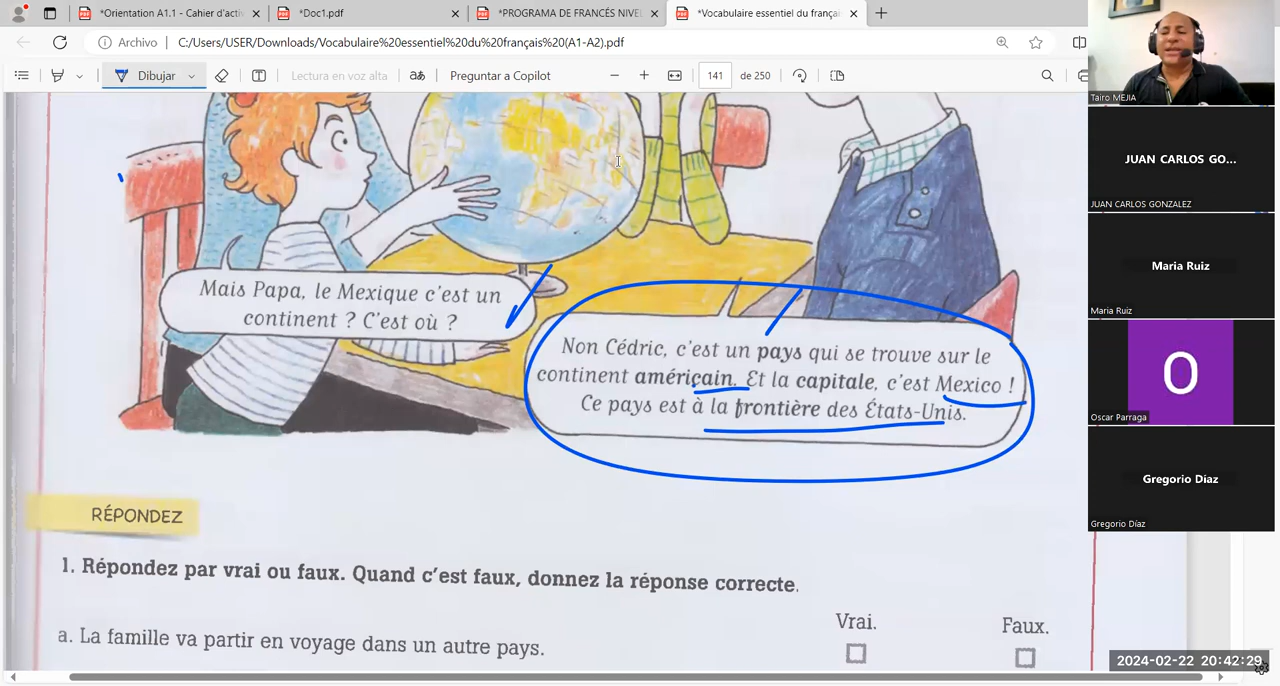 *Orientation A1.1 - Cahier d'activ
*Doc1.pdf
*PROGRAMA DE FRANCÉS NIVE
*Vocabulaire essentiel du françai
Archivo
C:/Users/USER/Downloads/Vocabulaire%20essentiel%20du%20français%20(A1-A2).pdf
Dibujar
Lectura en voz alta
Preguntar a Copilot
141
de 250
Mais Papa, le Mexique c'est un
continent ? C'est où ?
Non Cédric, c'est un pays qui se trouve sur le
continent américain. Et la capitale, c'est Mexico !
Ce pays est à la frontière des États-Unis.
RÉPONDEZ
1. Répondez par vrai ou faux. Quand c'est faux, donnez la réponse correcte.
Vrai.
Faux.
a. La famille va partir en voyage dans un autre pays.
Tairo MEJIA
JUAN CARLOS GO...
JUAN CARLOS GONZALEZ
Maria Ruiz
Maria Ruiz
O
Oscar Parraga
Gregorio Díaz
Gregorio Díaz
2024-02-22 20:42:29